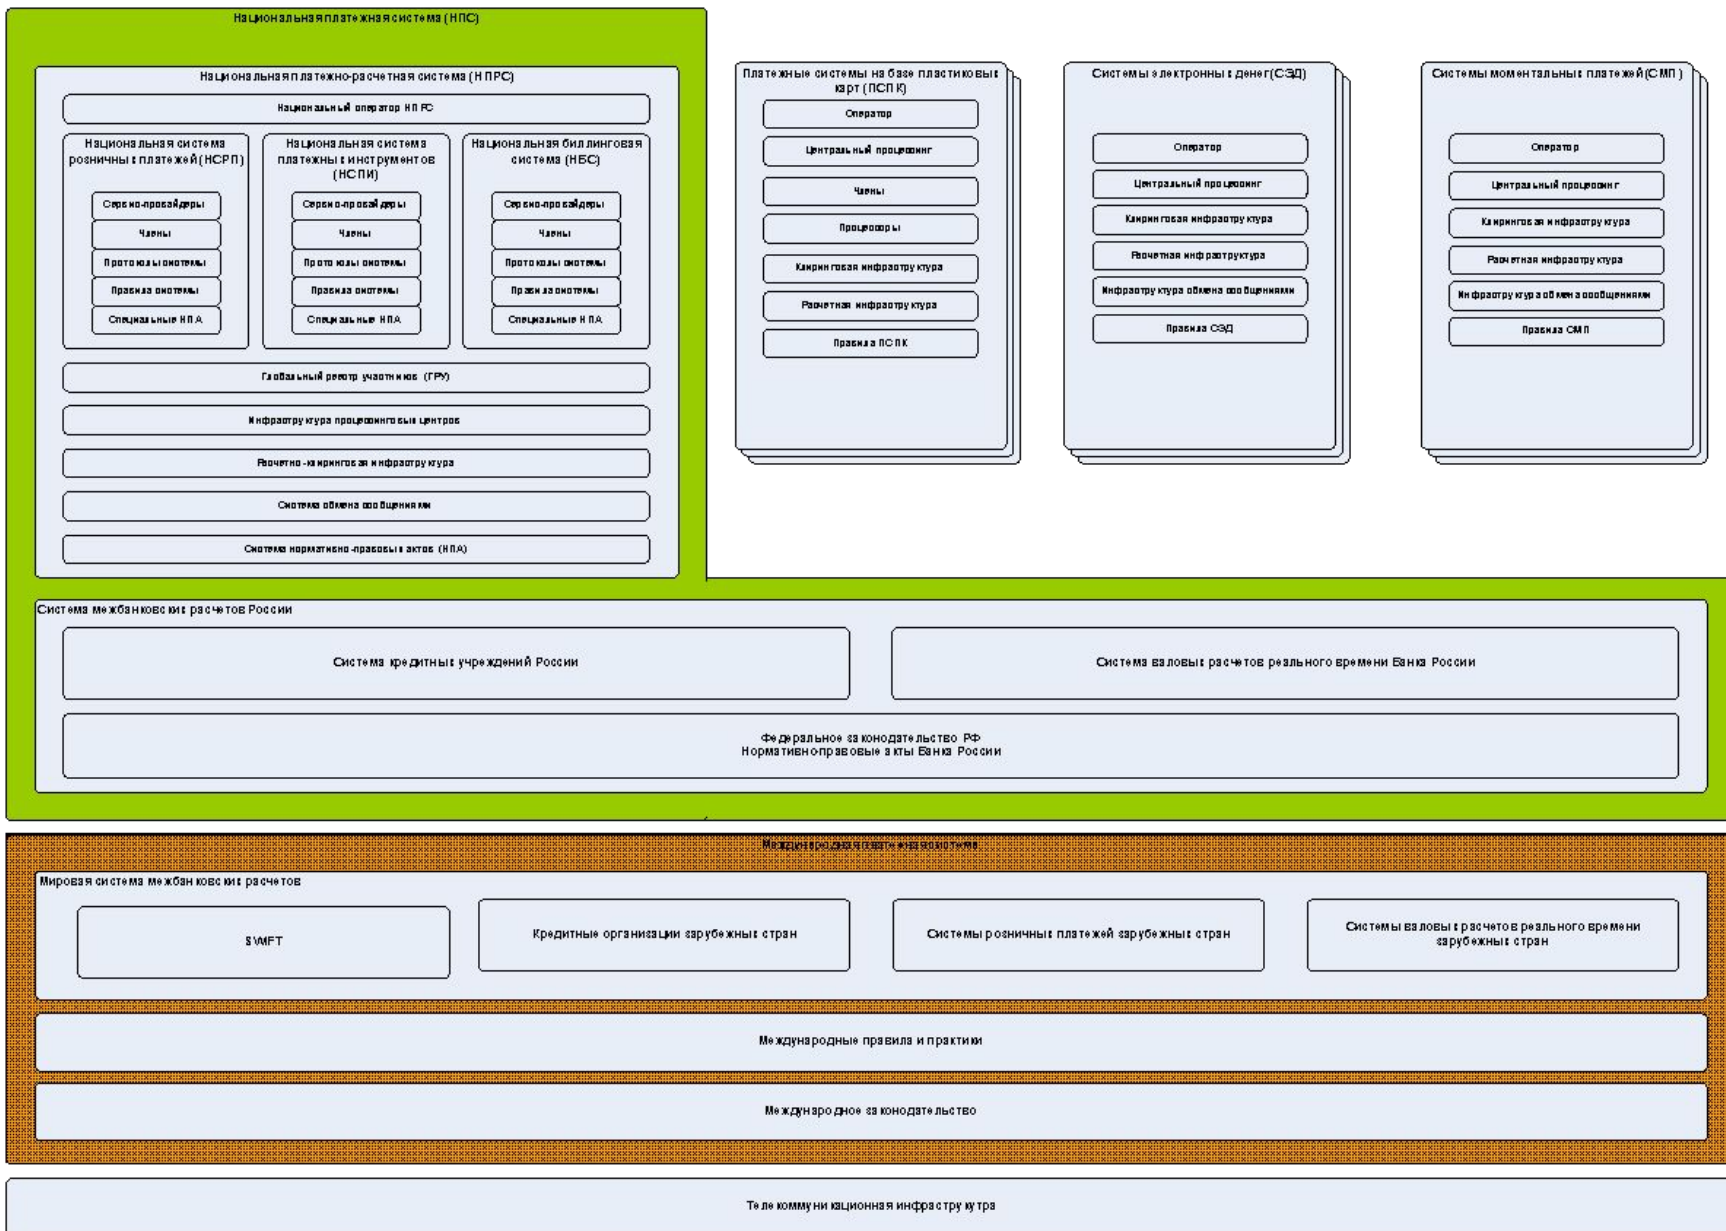 Национальная платежная система (НПС)
Национальная платежно-расчетная система (НПРС)
Национальный оператор НПРС
Национальная система
розничных платежей (НСРП)
Сервис-провайдеры
Члены
Протоколы системы
Правила системы
Специальные НПА
Национальная система
платежных инструментов
(НСПИ)
Сервис-провайдеры
Члены
Протоколы системы
Правила системы
Специальные НПА
Национальная биллинговая
система (НБС)
Сервис-провайдеры
Члены
Протоколы системы
Правила системы
Специальные НПА
Глобальный реестр участников (ГРУ)
Инфраструктура процессинговых центров
Расчетно-клиринговая инфраструктура
Система обмена сообщениями
Система нормативно-правовых актов (НПА)
Платежные системы на базе пластиковых
карт (ПСПК)
Оператор
Центральный процессинг
Члены
Процессоры
Клиринговая инфраструктура
Расчетная инфраструктура
Правила ПСПК
Системы электронных денег (СЭД)
Оператор
Центральный процессинг
Клиринговая инфраструктура
Расчетная инфраструктура
Инфраструктура обмена сообщениями
Правила СЭД
Системы моментальных платежей (СМП)
Оператор
Центральный процессинг
Клиринговая инфраструктура
Расчетная инфраструктура
Инфраструктура обмена сообщениями
Правила СМП
Система межбанковских расчетов России
Система кредитных учреждений России
Система валовых расчетов реального времени Банка России
Федеральное законодательство РФ
Нормативно-правовые акты Банка России
Международная платежная система
Мировая система межбанковских расчетов
SWIFT
Кредитные организации зарубежных стран
Системы розничных платежей зарубежных стран
Системы валовых расчетов реального времени
зарубежных стран
Международные правила и практики
Международное законодательство
Телекоммуникационная инфраструкутра